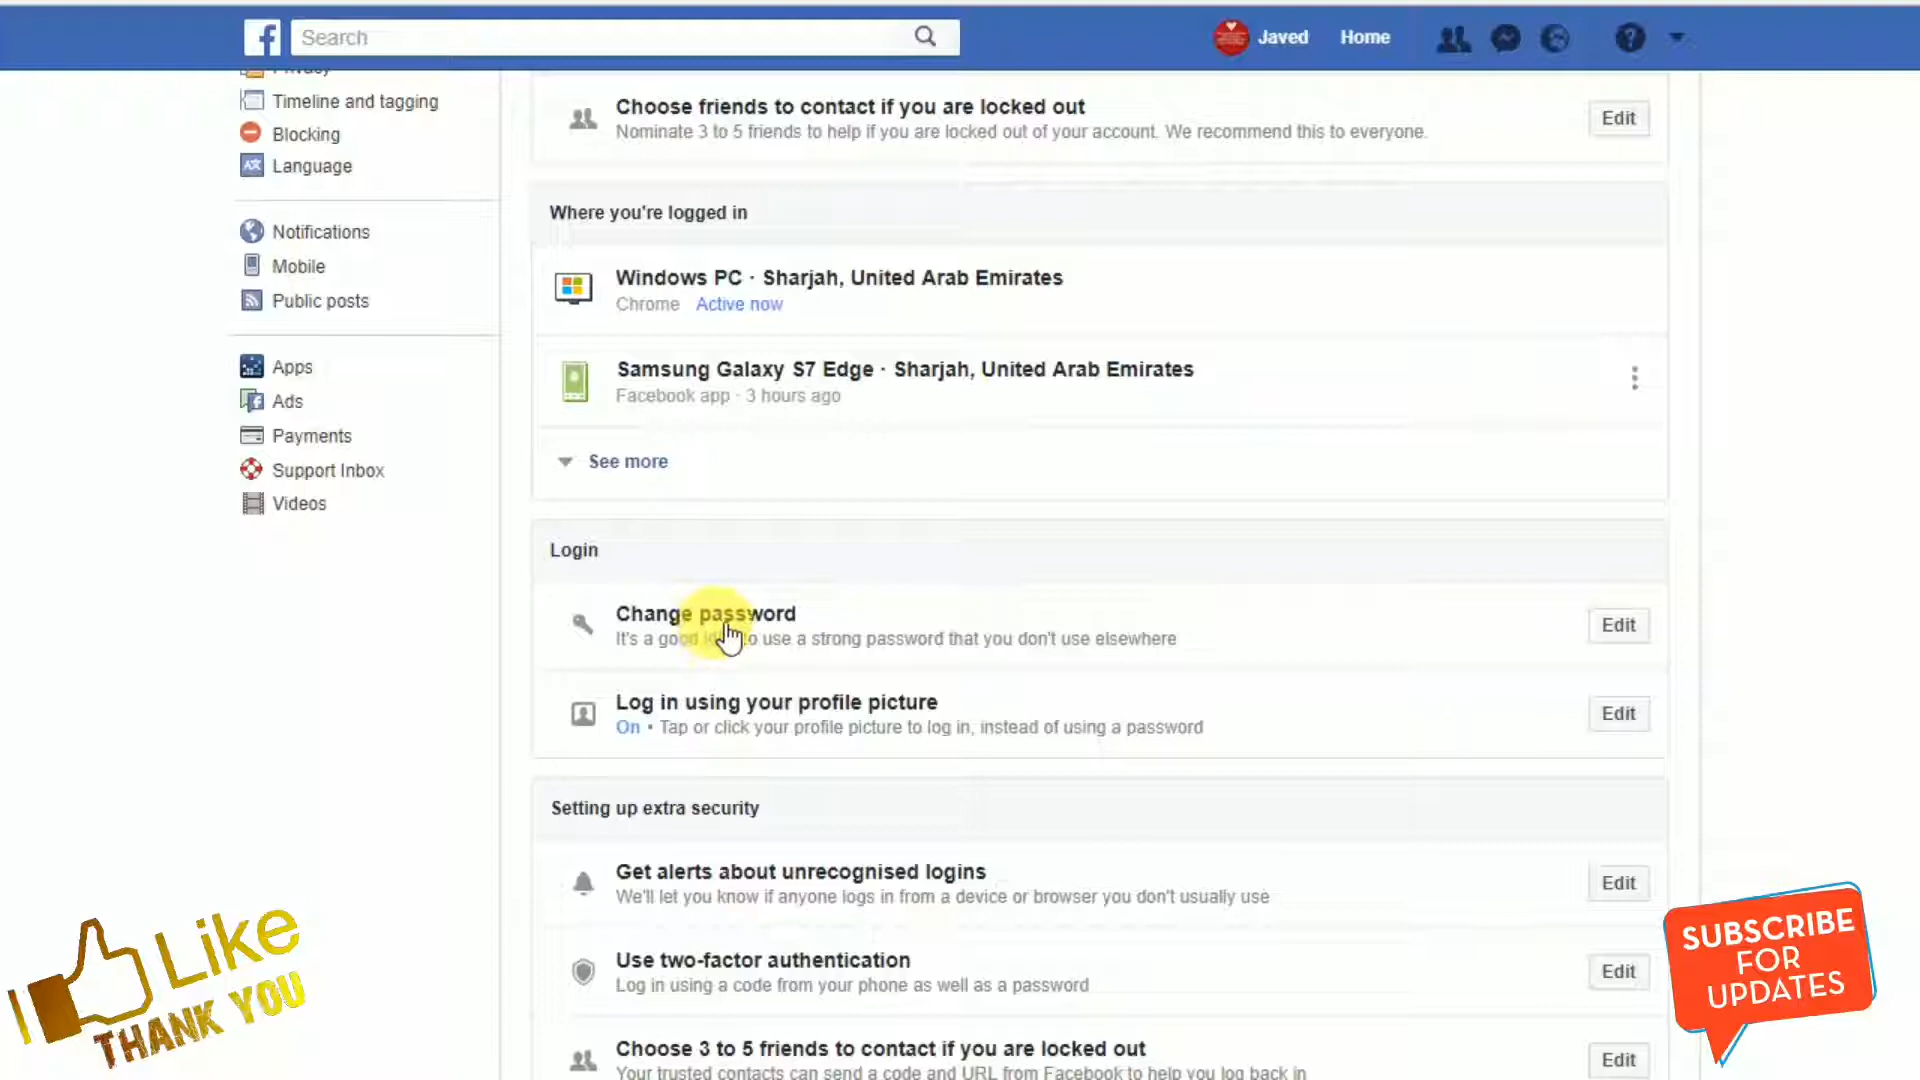 Search
Javed
Home
Privacy
Timeline and tagging
Blocking
Language
Notifications
Mobile
Public posts
Apps
Ads
Payments
Support Inbox
Videos
Choose friends to contact if you are locked out
Nominate 3 to 5 friends to help if you are locked out of your account. We recommend this to everyone.
Edit
Where you're logged in
Windows PC · Sharjah, United Arab Emirates
Chrome Active now
Samsung Galaxy S7 Edge · Sharjah, United Arab Emirates
Facebook app · 3 hours ago
See more
Login
Change password
It's a good idea to use a strong password that you don't use elsewhere
Edit
Log in using your profile picture
On • Tap or click your profile picture to log in, instead of using a password
Edit
Setting up extra security
Get alerts about unrecognised logins
We'll let you know if anyone logs in from a device or browser you don't usually use
Edit
Use two-factor authentication
Log in using a code from your phone as well as a password
Edit
Choose 3 to 5 friends to contact if you are locked out
Your trusted contacts can send a code and URL from Facebook to help you log back in
Edit
Like
THANK YOU
SUBSCRIBE
FOR
UPDATES